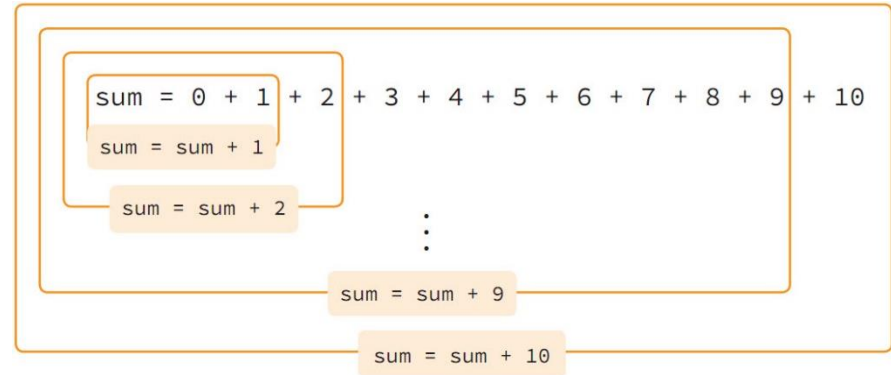 sum = 0 + 1 + 2 + 3 + 4 + 5 + 6 + 7 + 8 + 9 + 10
sum = sum + 1
sum = sum + 2
⋮
sum = sum + 9
sum = sum + 10